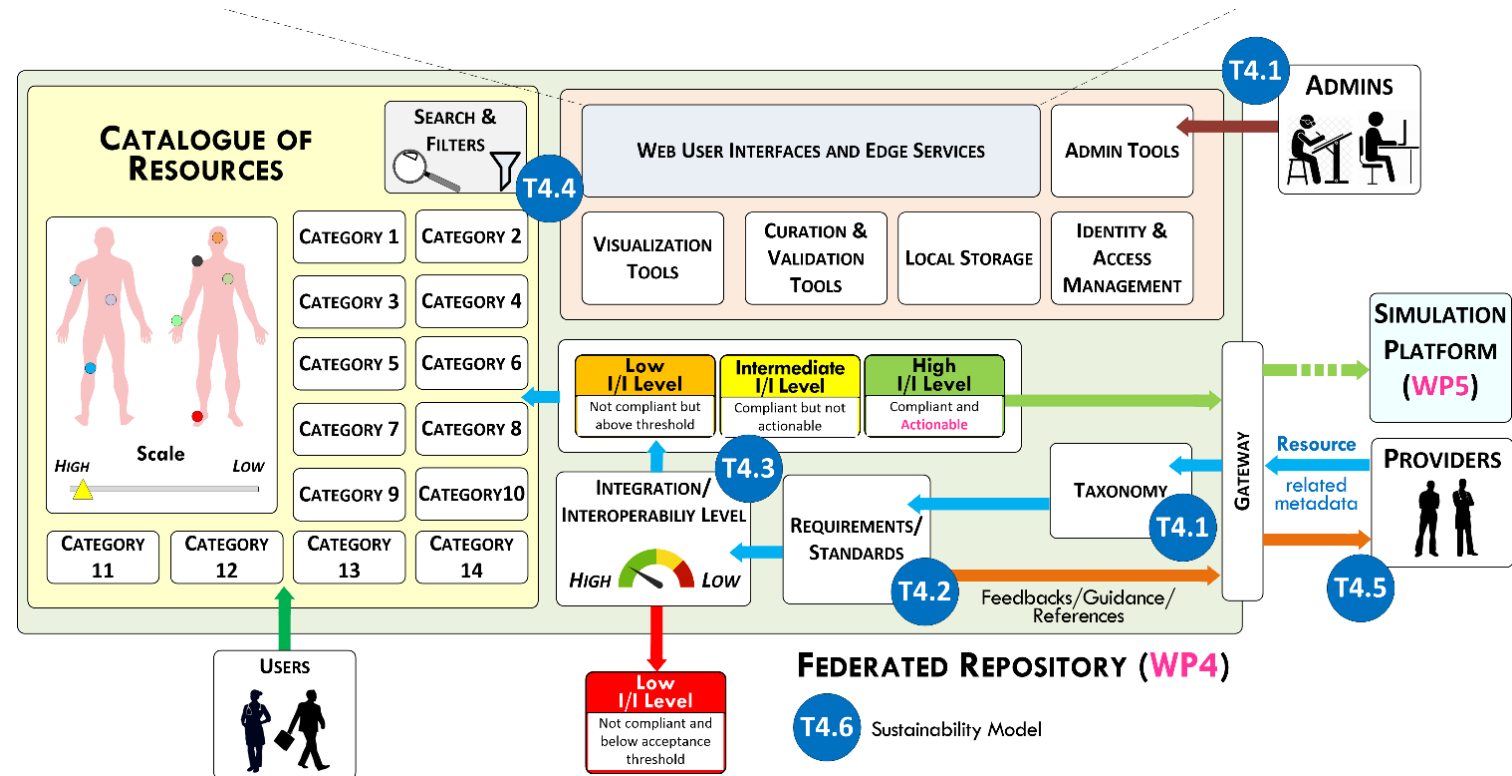 CATALOGUE OF
RESOURCES
SEARCH &
FILTERS
T4.4
CATEGORY 1
CATEGORY 2
CATEGORY 3
CATEGORY 4
CATEGORY 5
CATEGORY 6
CATEGORY 7
CATEGORY 8
CATEGORY 9
CATEGORY10
CATEGORY
11
CATEGORY
12
CATEGORY
13
CATEGORY
14
Scale
HIGH
LOW
USERS
WEB USER INTERFACES AND EDGE SERVICES
ADMIN TOOLS
VISUALIZATION
TOOLS
CURATION &
VALIDATION
TOOLS
LOCAL STORAGE
IDENTITY &
ACCESS
MANAGEMENT
T4.1
ADMINS
Low
I/I Level
Not compliant but
above threshold
Intermediate
I/I Level
Compliant but not
actionable
High
I/I Level
Compliant and
Actionable
T4.3
INTEGRATION/
INTEROPERABILIY LEVEL
HIGH
LOW
REQUIREMENTS/
STANDARDS
T4.2
TAXONOMY
T4.1
GATEWAY
Feedbacks/Guidance/
References
SIMULATION
PLATFORM
(WP5)
Resource
related
metadata
PROVIDERS
T4.5
Low
I/I Level
Not compliant and
below acceptance
threshold
FEDERATED REPOSITORY (WP4)
T4.6
Sustainability Model